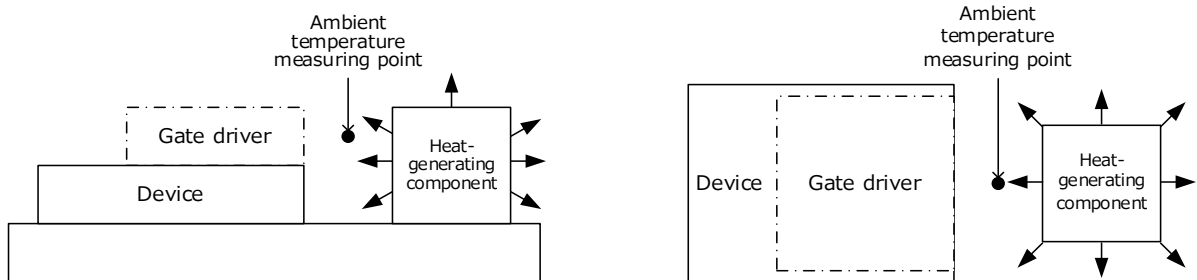 Ambient
temperature
measuring point
Gate driver
Device
Heat-
generating
component
Ambient
temperature
measuring point
Device
Gate driver
Heat-
generating
component